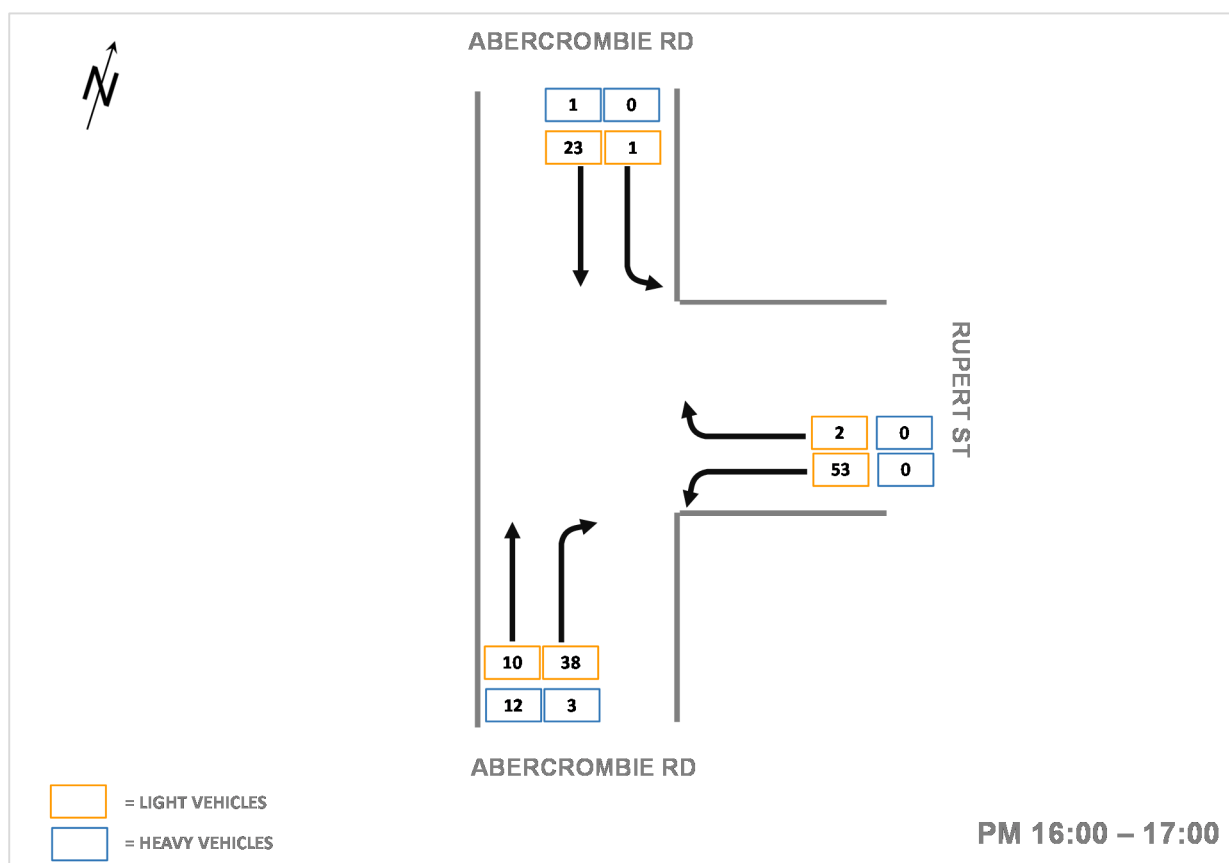 ABERCROMBIE RD
N
1 0
23 1
RUPERT ST
2 0
53 0
10 38
12 3
ABERCROMBIE RD
= LIGHT VEHICLES
= HEAVY VEHICLES
PM 16:00 – 17:00